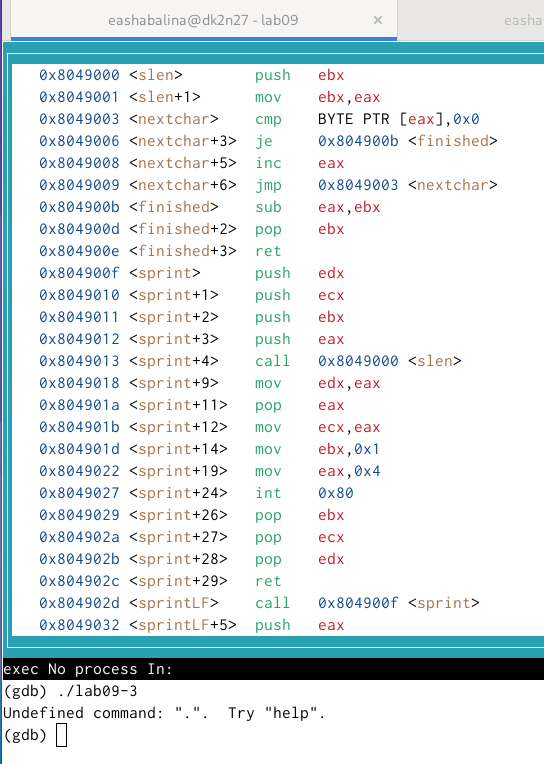 eashabalina@dk2n27 - lab09 × easha
0x8049000 <slen> push ebx
0x8049001 <slen+1> mov ebx,eax
0x8049003 <nextchar> cmp BYTE PTR [eax],0x0
0x8049006 <nextchar+3> je 0x804900b <finished>
0x8049008 <nextchar+5> inc eax
0x8049009 <nextchar+6> jmp 0x8049003 <nextchar>
0x804900b <finished> sub eax,ebx
0x804900d <finished+2> pop ebx
0x804900e <finished+3> ret
0x804900f <sprint> push edx
0x8049010 <sprint+1> push ecx
0x8049011 <sprint+2> push ebx
0x8049012 <sprint+3> push eax
0x8049013 <sprint+4> call 0x8049000 <slen>
0x8049018 <sprint+9> mov edx,eax
0x804901a <sprint+11> pop eax
0x804901b <sprint+12> mov ecx,eax
0x804901d <sprint+14> mov ebx,0x1
0x8049022 <sprint+19> mov eax,0x4
0x8049027 <sprint+24> int 0x80
0x8049029 <sprint+26> pop ebx
0x804902a <sprint+27> pop ecx
0x804902b <sprint+28> pop edx
0x804902c <sprint+29> ret
0x804902d <sprintLF> call 0x804900f <sprint>
0x8049032 <sprintLF+5> push eax
exec No process In:
(gdb) ./lab09-3
Undefined command: ".". Try "help".
(gdb)